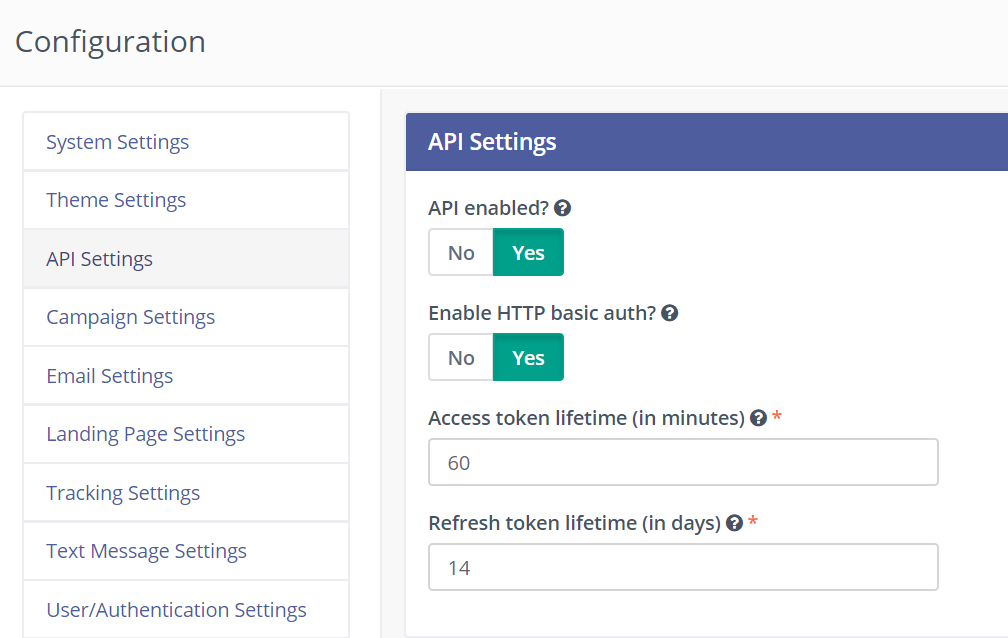 Configuration
System Settings
Theme Settings
API Settings
Campaign Settings
Email Settings
Landing Page Settings
Tracking Settings
Text Message Settings
User/Authentication Settings
API Settings
API enabled? ?
No Yes
Enable HTTP basic auth? ?
No Yes
Access token lifetime (in minutes) ? *
60
Refresh token lifetime (in days) ? *
14